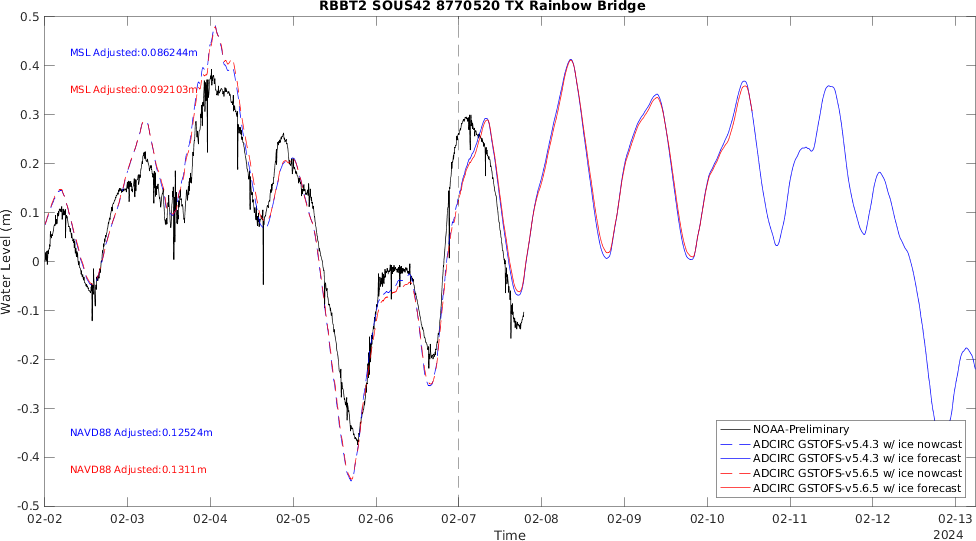 RBBT2 SOUS42 8770520 TX Rainbow Bridge
0.5
0.4
0.3
0.2
0.1
0
-0.1
-0.2
-0.3
-0.4
-0.5
Water Level (m)
MSL Adjusted:0.086244m
MSL Adjusted:0.092103m
NAVD88 Adjusted:0.12524m
NAVD88 Adjusted:0.1311m
NOAA-Preliminary
ADCIRC GSTOFS-v5.4.3 w/ ice nowcast
ADCIRC GSTOFS-v5.4.3 w/ ice forecast
ADCIRC GSTOFS-v5.6.5 w/ ice nowcast
ADCIRC GSTOFS-v5.6.5 w/ ice forecast
02-02 02-03 02-04 02-05 02-06 02-07 02-08 02-09 02-10 02-11 02-12 02-13
Time
2024